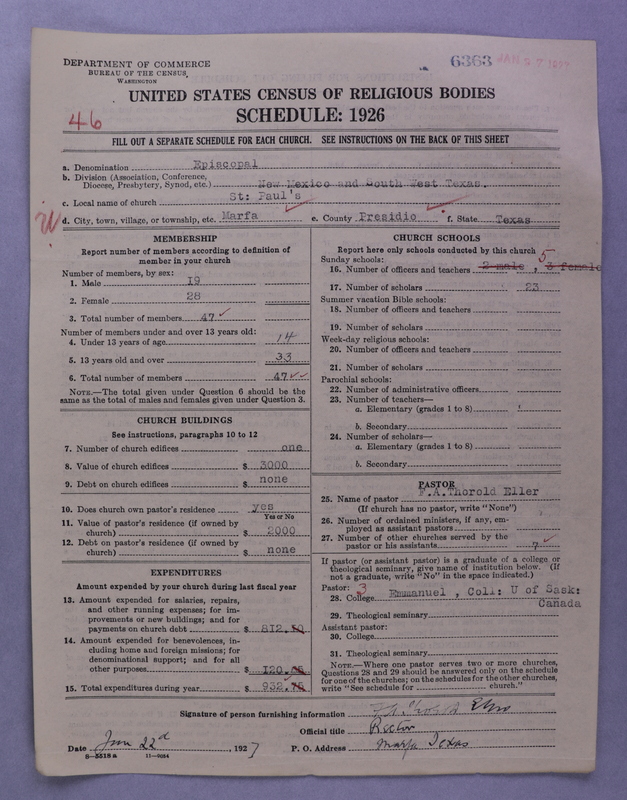 DEPARTMENT OF COMMERCE
BUREAU OF THE CENSUS
WASHINGTON
6363 JAN 27 1927
UNITED STATES CENSUS OF RELIGIOUS BODIES
SCHEDULE: 1926
46
FILL OUT A SEPARATE SCHEDULE FOR EACH CHURCH. SEE INSTRUCTIONS ON THE BACK OF THIS SHEET
a. Denomination Episcopal
b. Division (Association, Conference,
Diocese, Presbytery, Synod, etc.) New Mexico and South West Texas.
c. Local name of church St: Paul's
d. City, town, village, or township, etc. Marfa e. County Presidio f. State Texas
MEMBERSHIP
Report number of members according to definition of
member in your church
Number of members, by sex:
1. Male 19
2. Female 28
3. Total number of members 47
Number of members under and over 13 years old:
4. Under 13 years of age 14
5. 13 years old and over 33
6. Total number of members 47
NOTE.—The total given under Question 6 should be the
same as the total of males and females given under Question 3.
CHURCH BUILDINGS
See instructions, paragraphs 10 to 12
7. Number of church edifices one
8. Value of church edifices $ 3000
9. Debt on church edifices $ none
10. Does church own pastor's residence yes
Yes or No
11. Value of pastor's residence (if owned by
church) $ 2000
12. Debt on pastor's residence (if owned by
church) $ none
EXPENDITURES
Amount expended by your church during last fiscal year
13. Amount expended for salaries, repairs,
and other running expenses; for im-
provements or new buildings; and for
payments on church debt $ 812.
14. Amount expended for benevolences, in-
cluding home and foreign missions; for
denominational support; and for all
other purposes $ 120.
15. Total expenditures during year $ 932.
CHURCH SCHOOLS
Report here only schools conducted by this church
Sunday schools: 5
16. Number of officers and teachers 2 male , 3 female
17. Number of scholars 23
Summer vacation Bible schools:
18. Number of officers and teachers
19. Number of scholars
Week-day religious schools:
20. Number of officers and teachers
21. Number of scholars
Parochial schools:
22. Number of administrative officers
23. Number of teachers—
a. Elementary (grades 1 to 8)
b. Secondary
24. Number of scholars—
a. Elementary (grades 1 to 8)
b. Secondary
PASTOR
25. Name of pastor F.A.Thorold Eller
(If church has no pastor, write "None")
26. Number of ordained ministers, if any, em-
ployed as assistant pastors
27. Number of other churches served by the
pastor or his assistants 7
If pastor (or assistant pastor) is a graduate of a college or
theological seminary, give name of institution below. (If
not a graduate, write "No" in the space indicated.)
Pastor: 3
28. College Emmanuel , Coll: U of Sask:
Canada
29. Theological seminary
Assistant pastor:
30. College
31. Theological seminary
NOTE.—Where one pastor serves two or more churches,
Questions 28 and 29 should be answered only on the schedule
for one of the churches; on the schedules for the other churches,
write "See schedule for church."
Signature of person furnishing information
Official title Rector
Date Jan 22d, 1927 P. O. Address Marfa Texas
8—5518 a 11—9064